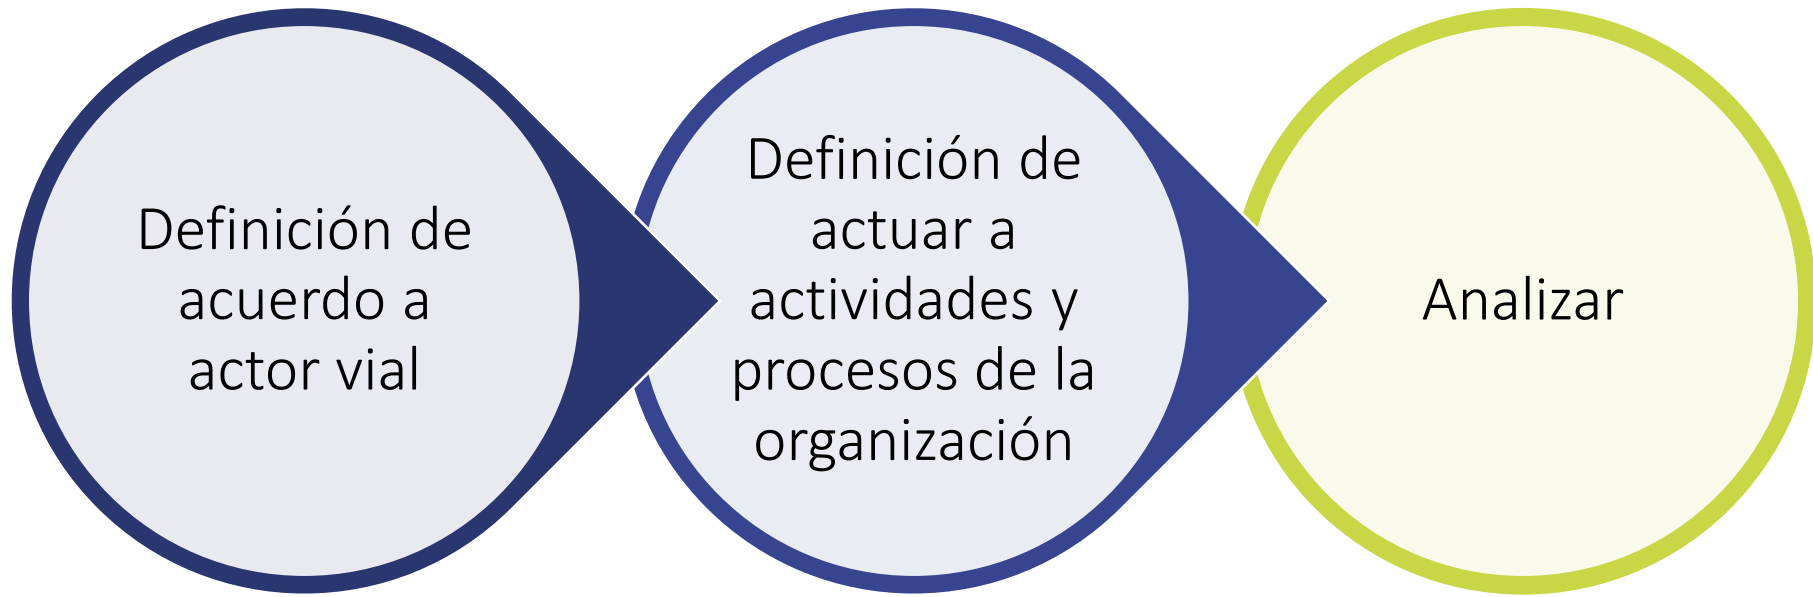 Definición de
acuerdo a
actor vial
Definición de
actuar a
actividades y
procesos de la
organización
Analizar